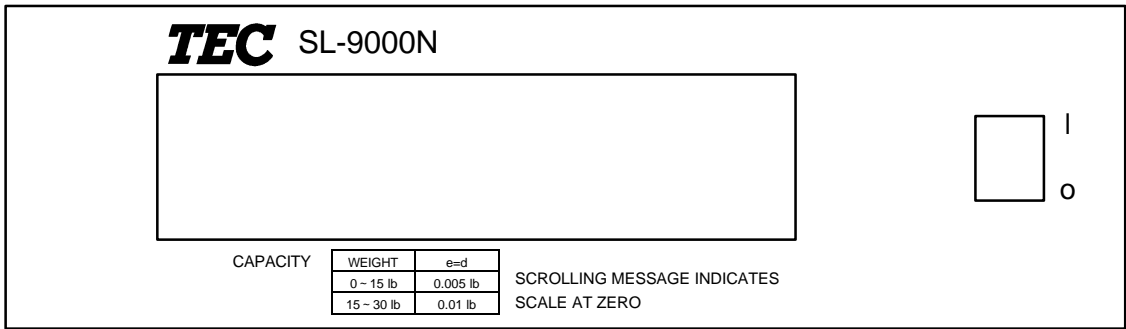 TEC SL-9000N
I
o
CAPACITY
WEIGHT e=d
0 ~ 15 lb 0.005 lb
15 ~ 30 lb 0.01 lb
SCROLLING MESSAGE INDICATES
SCALE AT ZERO